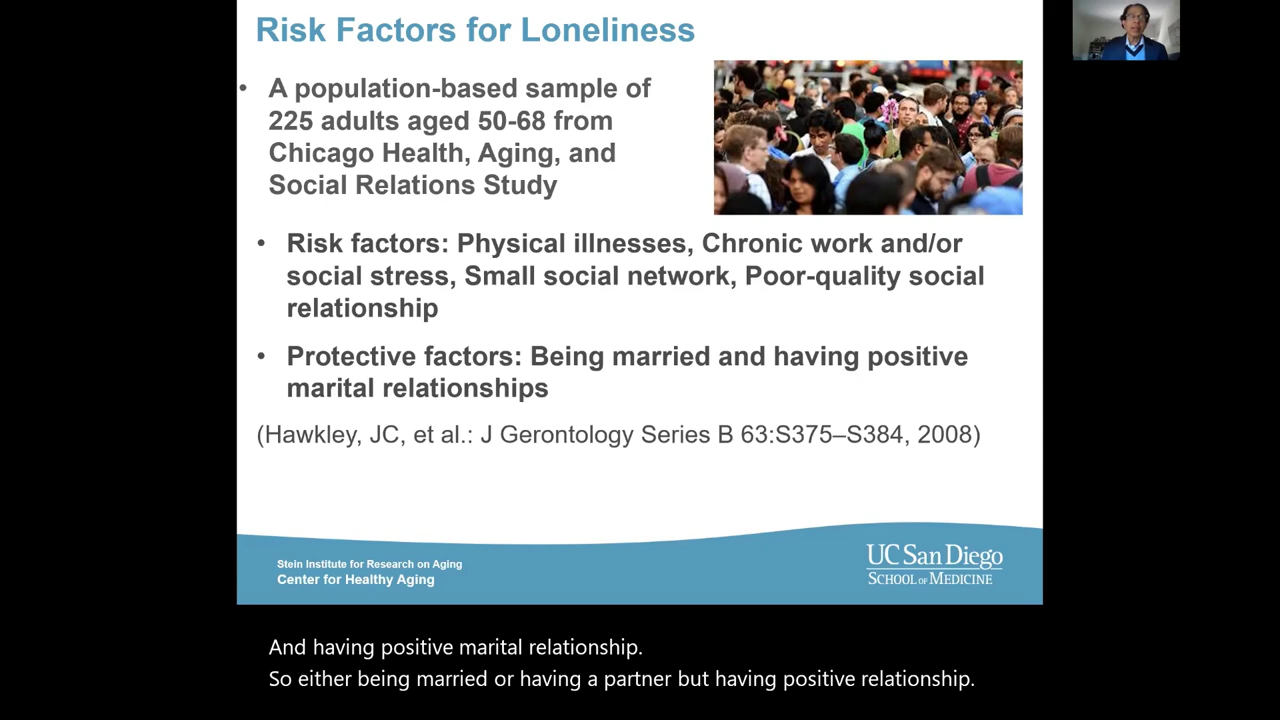 Risk Factors for Loneliness
• A population-based sample of
225 adults aged 50-68 from
Chicago Health, Aging, and
Social Relations Study
• Risk factors: Physical illnesses, Chronic work and/or
social stress, Small social network, Poor-quality social
relationship
• Protective factors: Being married and having positive
marital relationships
(Hawkley, JC, et al.: J Gerontology Series B 63:S375–S384, 2008)
Stein Institute for Research on Aging
Center for Healthy Aging
UC San Diego
SCHOOL OF MEDICINE
And having positive marital relationship.
So either being married or having a partner but having positive relationship.